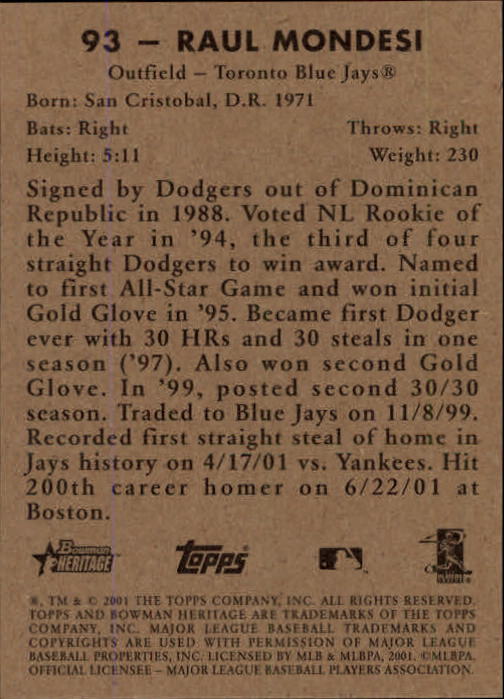 93 – RAUL MONDESI
Outfield – Toronto Blue Jays®
Born: San Cristobal, D.R. 1971
Bats: Right Throws: Right
Height: 5:11 Weight: 230
Signed by Dodgers out of Dominican
Republic in 1988. Voted NL Rookie of
the Year in '94, the third of four
straight Dodgers to win award. Named
to first All-Star Game and won initial
Gold Glove in '95. Became first Dodger
ever with 30 HRs and 30 steals in one
season ('97). Also won second Gold
Glove. In '99, posted second 30/30
season. Traded to Blue Jays on 11/8/99.
Recorded first straight steal of home in
Jays history on 4/17/01 vs. Yankees. Hit
200th career homer on 6/22/01 at
Boston.
Bowman HERITAGE TOPPS
®, TM & © 2001 THE TOPPS COMPANY, INC. ALL RIGHTS RESERVED.
TOPPS AND BOWMAN HERITAGE ARE TRADEMARKS OF THE TOPPS
COMPANY, INC. MAJOR LEAGUE BASEBALL TRADEMARKS AND
COPYRIGHTS ARE USED WITH PERMISSION OF MAJOR LEAGUE
BASEBALL PROPERTIES, INC. LICENSED BY MLB & MLBPA, 2001. ©MLBPA.
OFFICIAL LICENSEE – MAJOR LEAGUE BASEBALL PLAYERS ASSOCIATION.